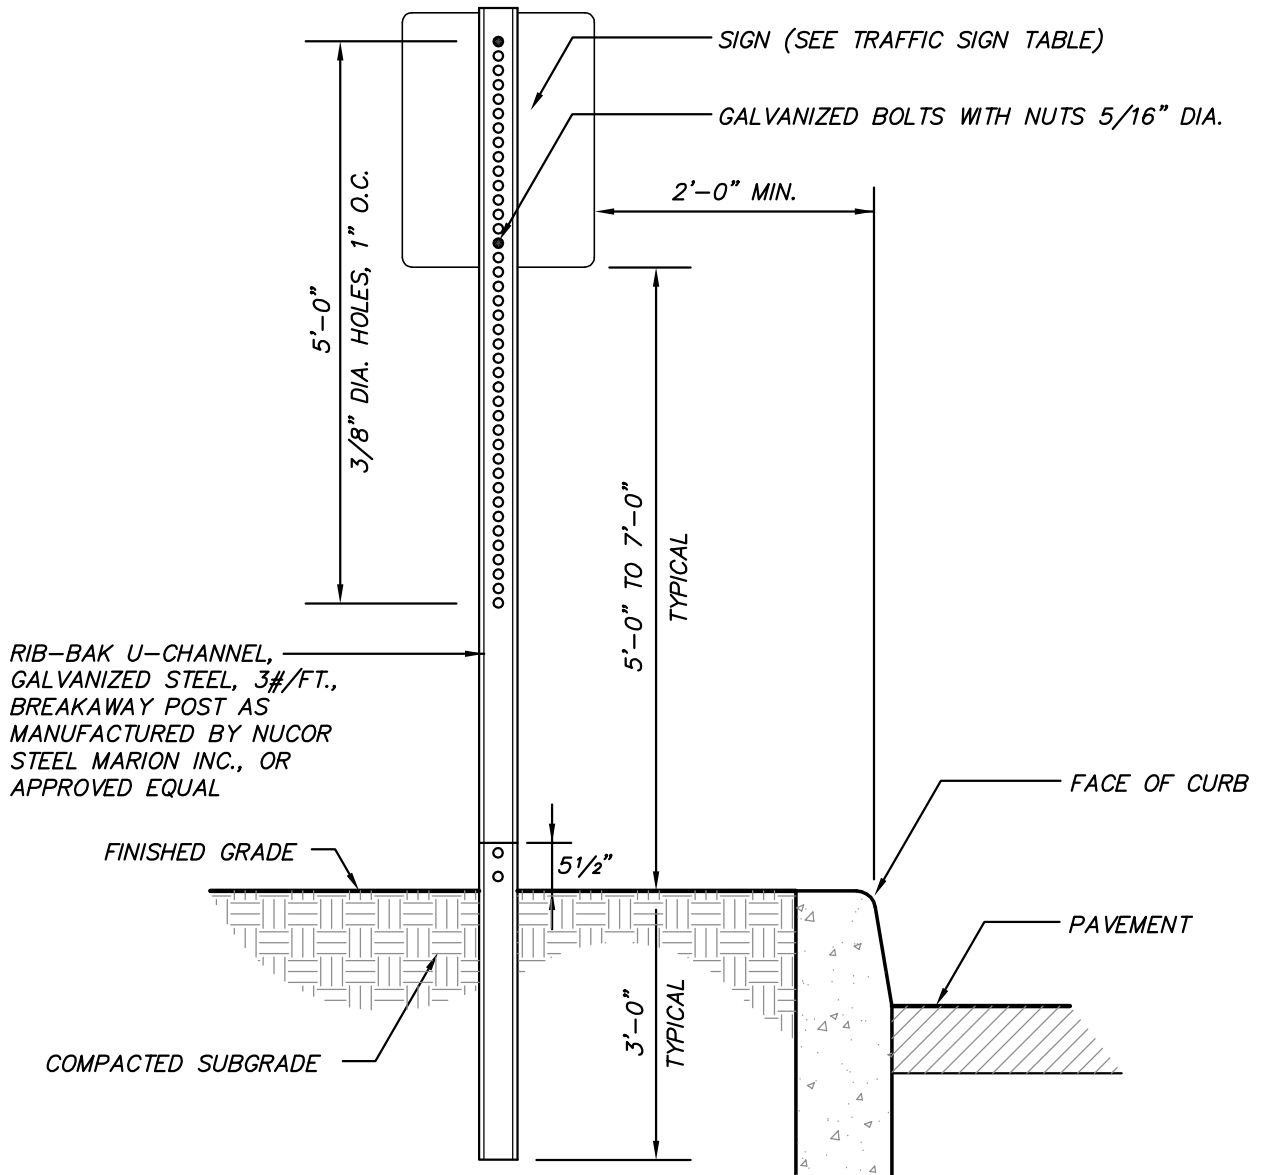 SIGN (SEE TRAFFIC SIGN TABLE)
GALVANIZED BOLTS WITH NUTS 5/16" DIA.
2'-0" MIN.
5'-0"
3/8" DIA. HOLES, 1" O.C.
5'-0" TO 7'-0"
TYPICAL
RIB-BAK U-CHANNEL,
GALVANIZED STEEL, 3#/FT.,
BREAKAWAY POST AS
MANUFACTURED BY NUCOR
STEEL MARION INC., OR
APPROVED EQUAL
FACE OF CURB
FINISHED GRADE
5 1/2"
PAVEMENT
3'-0"
TYPICAL
COMPACTED SUBGRADE